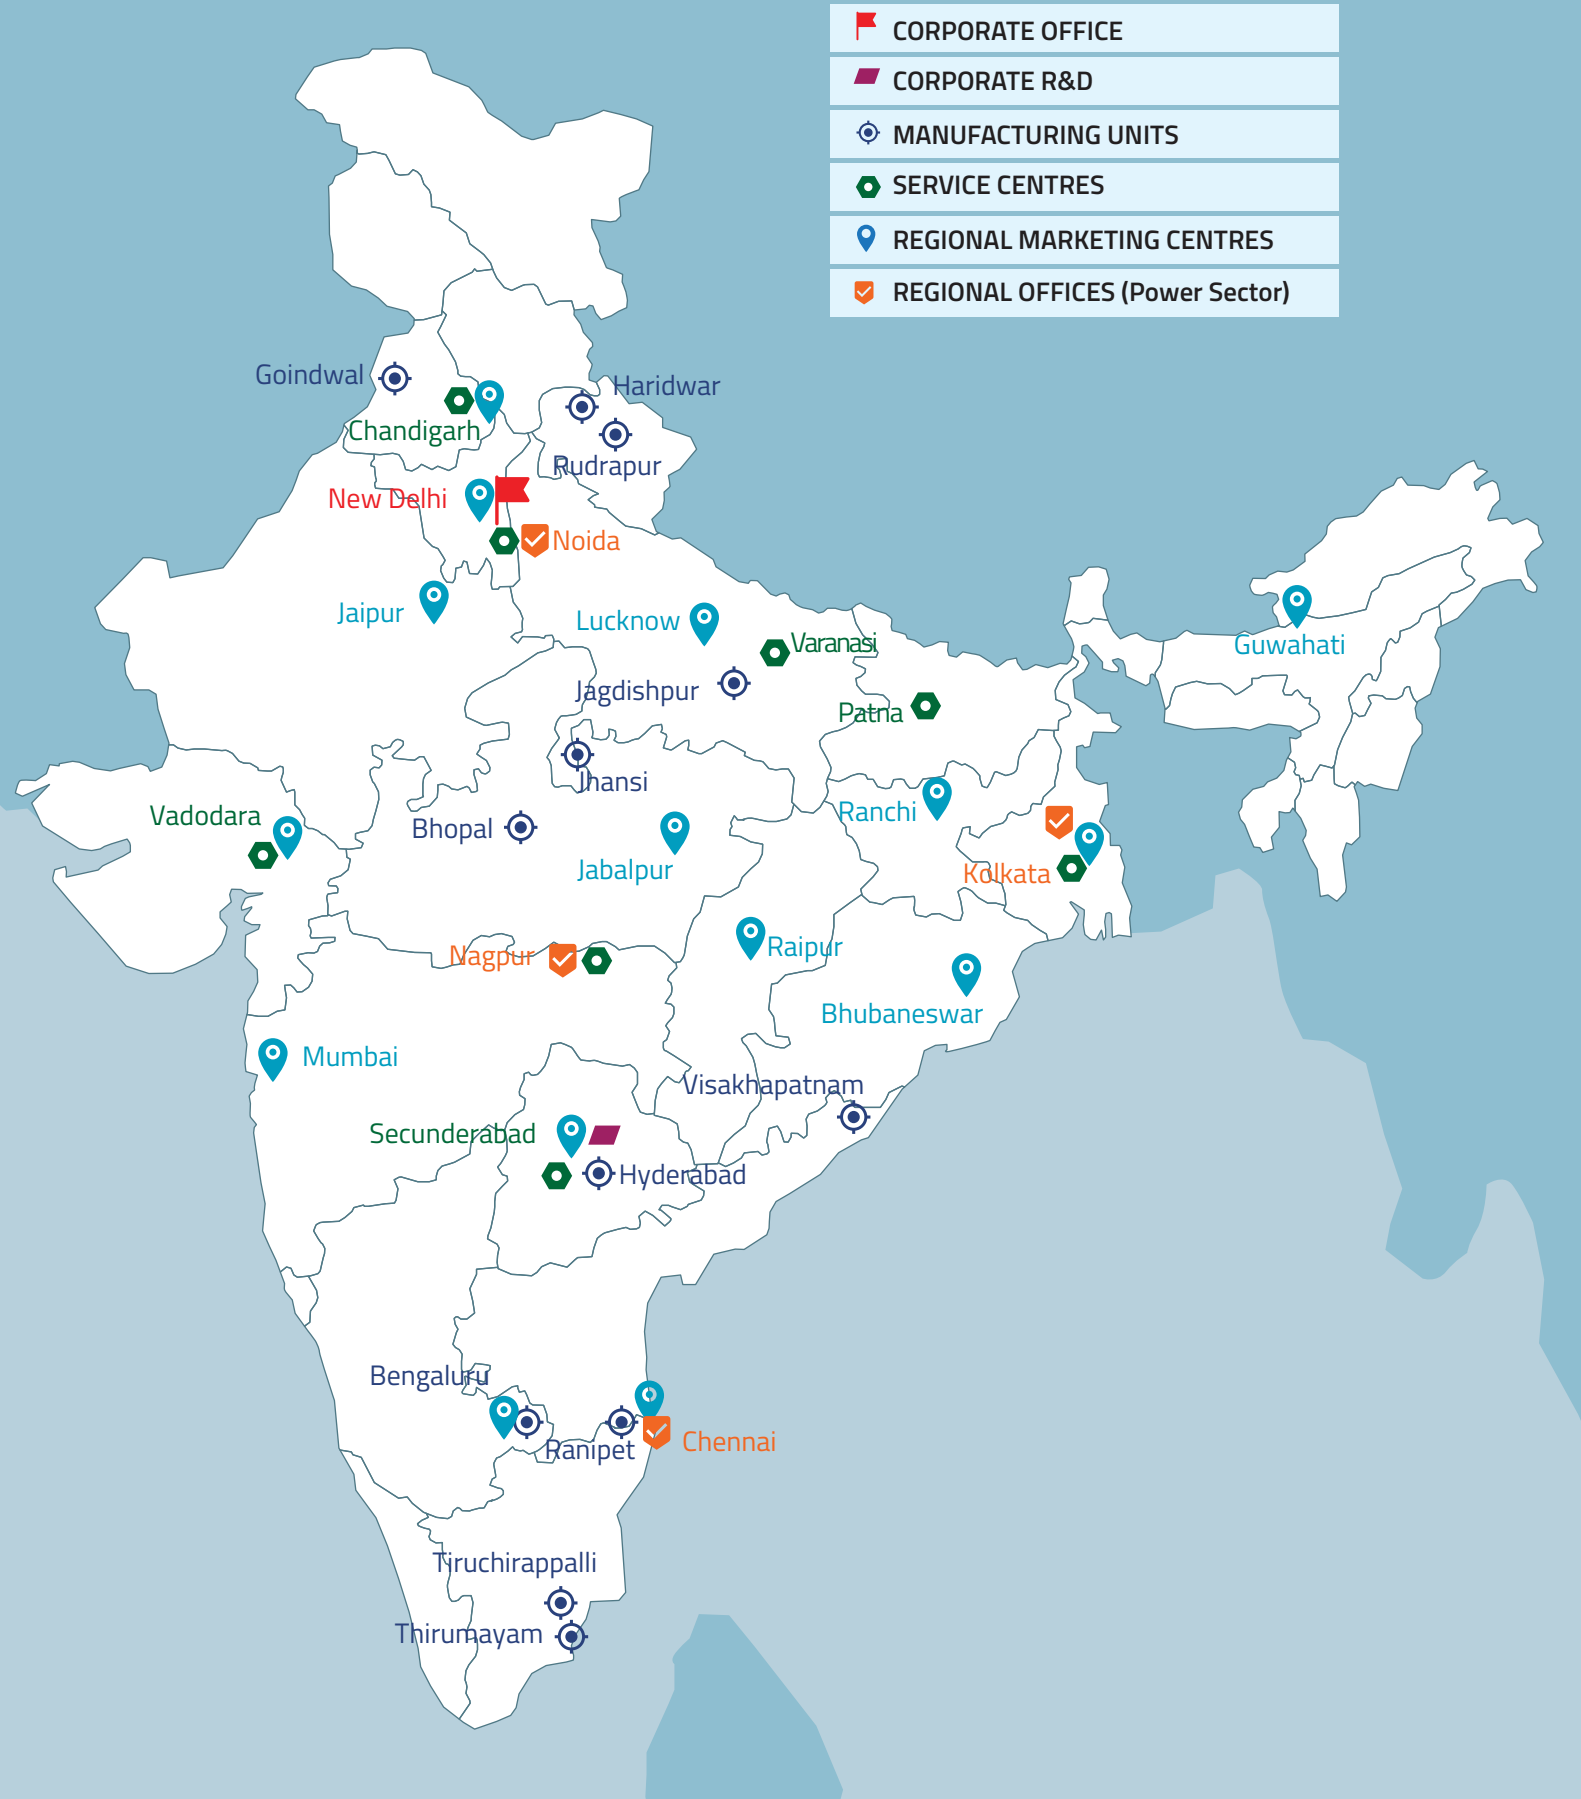 CORPORATE OFFICE
CORPORATE R&D
MANUFACTURING UNITS
SERVICE CENTRES
REGIONAL MARKETING CENTRES
REGIONAL OFFICES (Power Sector)
Goindwal
Haridwar
Chandigarh
Rudrapur
New Delhi
Noida
Jaipur
Lucknow
Varanasi
Guwahati
Jagdishpur
Patna
Jhansi
Vadodara
Bhopal
Ranchi
Jabalpur
Kolkata
Nagpur
Raipur
Bhubaneswar
Mumbai
Visakhapatnam
Secunderabad
Hyderabad
Bengaluru
Ranipet
Chennai
Tiruchirappalli
Thirumayam